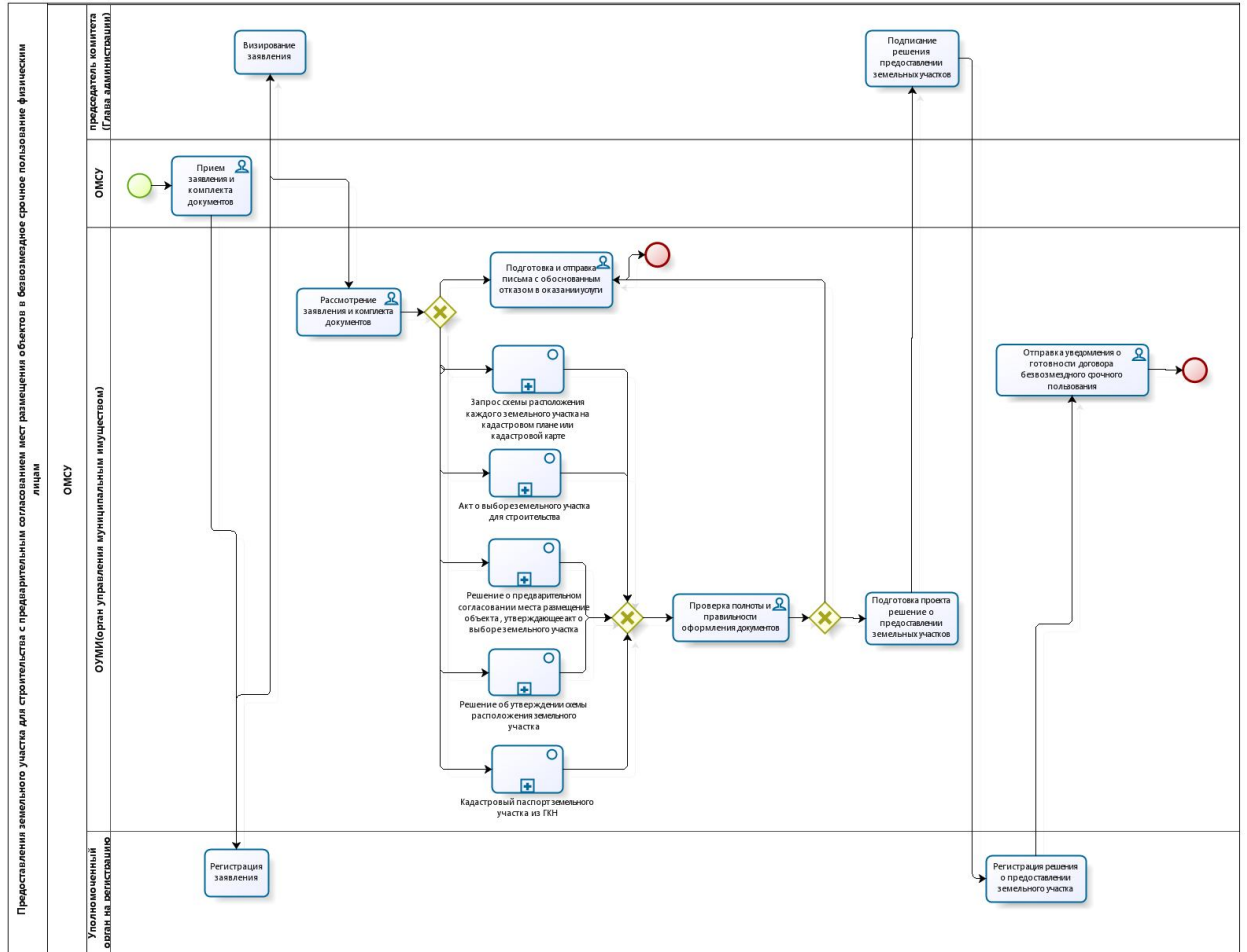 Предоставления земельного участка для строительства с предварительным согласованием мест размещения объектов в безвозмездное срочное пользование физическим
лицам
ОМСУ
председатель комитета
(Глава администрации)
Визирование
заявления
Подписание
решения
предоставлении
земельных участков
ОМСУ
Прием
заявления и
комплекта
документов
ОУМИ(орган управления муниципальным имуществом)
Рассмотрение
заявления и комплекта
документов
Подготовка и отправка
письма с обоснованным
отказом в оказании услуги
Запрос схемы расположения
каждого земельного участка на
кадастровом плане или
кадастровой карте
Акт о выборе земельного участка
для строительства
Решение о предварительном
согласовании места размещение
объекта , утверждающее акт о
выборе земельного участка
Решение об утверждении схемы
расположения земельного
участка
Кадастровый паспорт земельного
участка из ГКН
Проверка полноты и
правильности
оформления документов
Подготовка проекта
решение о
предоставлении
земельных участков
Отправка уведомления о
готовности договора
безвозмездного срочного
пользования
Уполномоченный
орган на регистрацию
Регистрация
заявления
Регистрация решения
о предоставлении
земельного участка